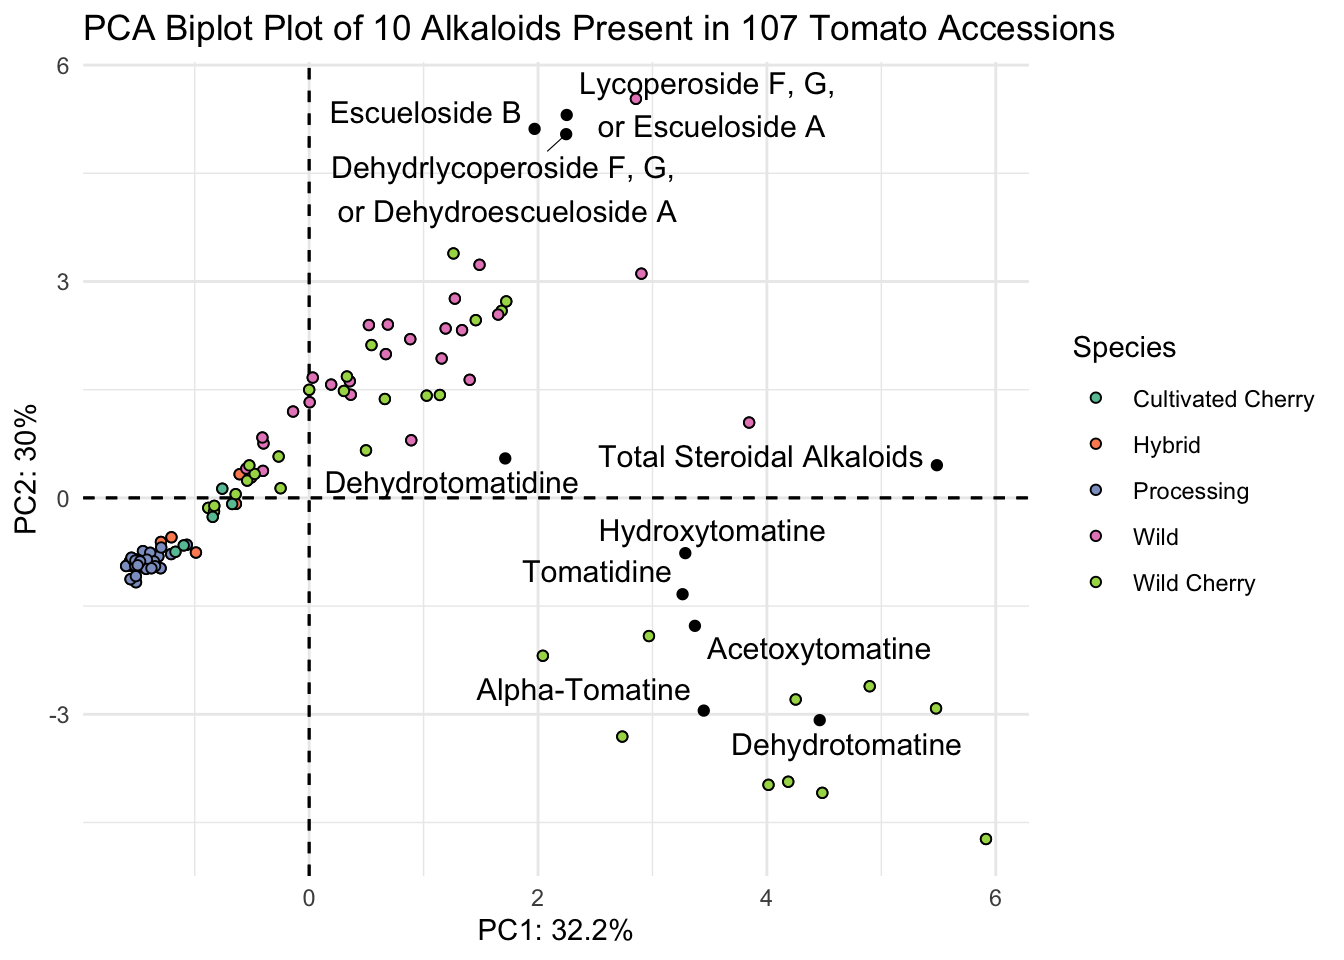 PCA Biplot Plot of 10 Alkaloids Present in 107 Tomato Accessions
6
Lycoperoside F, G,
or Escueloside A
Escueloside B
Dehydrlycoperoside F, G,
or Dehydroescueloside A
3
Total Steroidal Alkaloids
Dehydrotomatidine
0
Hydroxytomatine
Tomatidine
Acetoxytomatine
Alpha-Tomatine
-3
Dehydrotomatine
PC2: 30%
0
2
4
6
PC1: 32.2%
Species
Cultivated Cherry
Hybrid
Processing
Wild
Wild Cherry